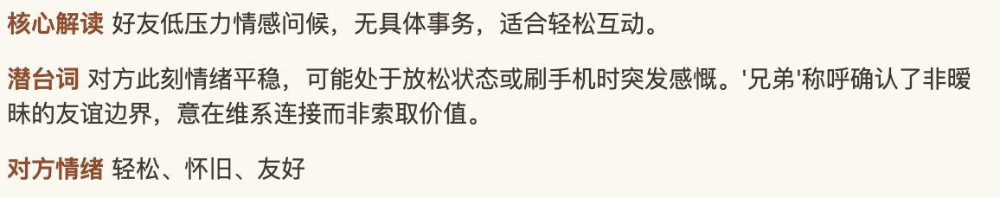 核心解读 好友低压力情感问候，无具体事务，适合轻松互动。
潜台词 对方此刻情绪平稳，可能处于放松状态或刷手机时突发感慨。'兄弟'称呼确认了非暧
昧的友谊边界，意在维系连接而非索取价值。
对方情绪 轻松、怀旧、友好